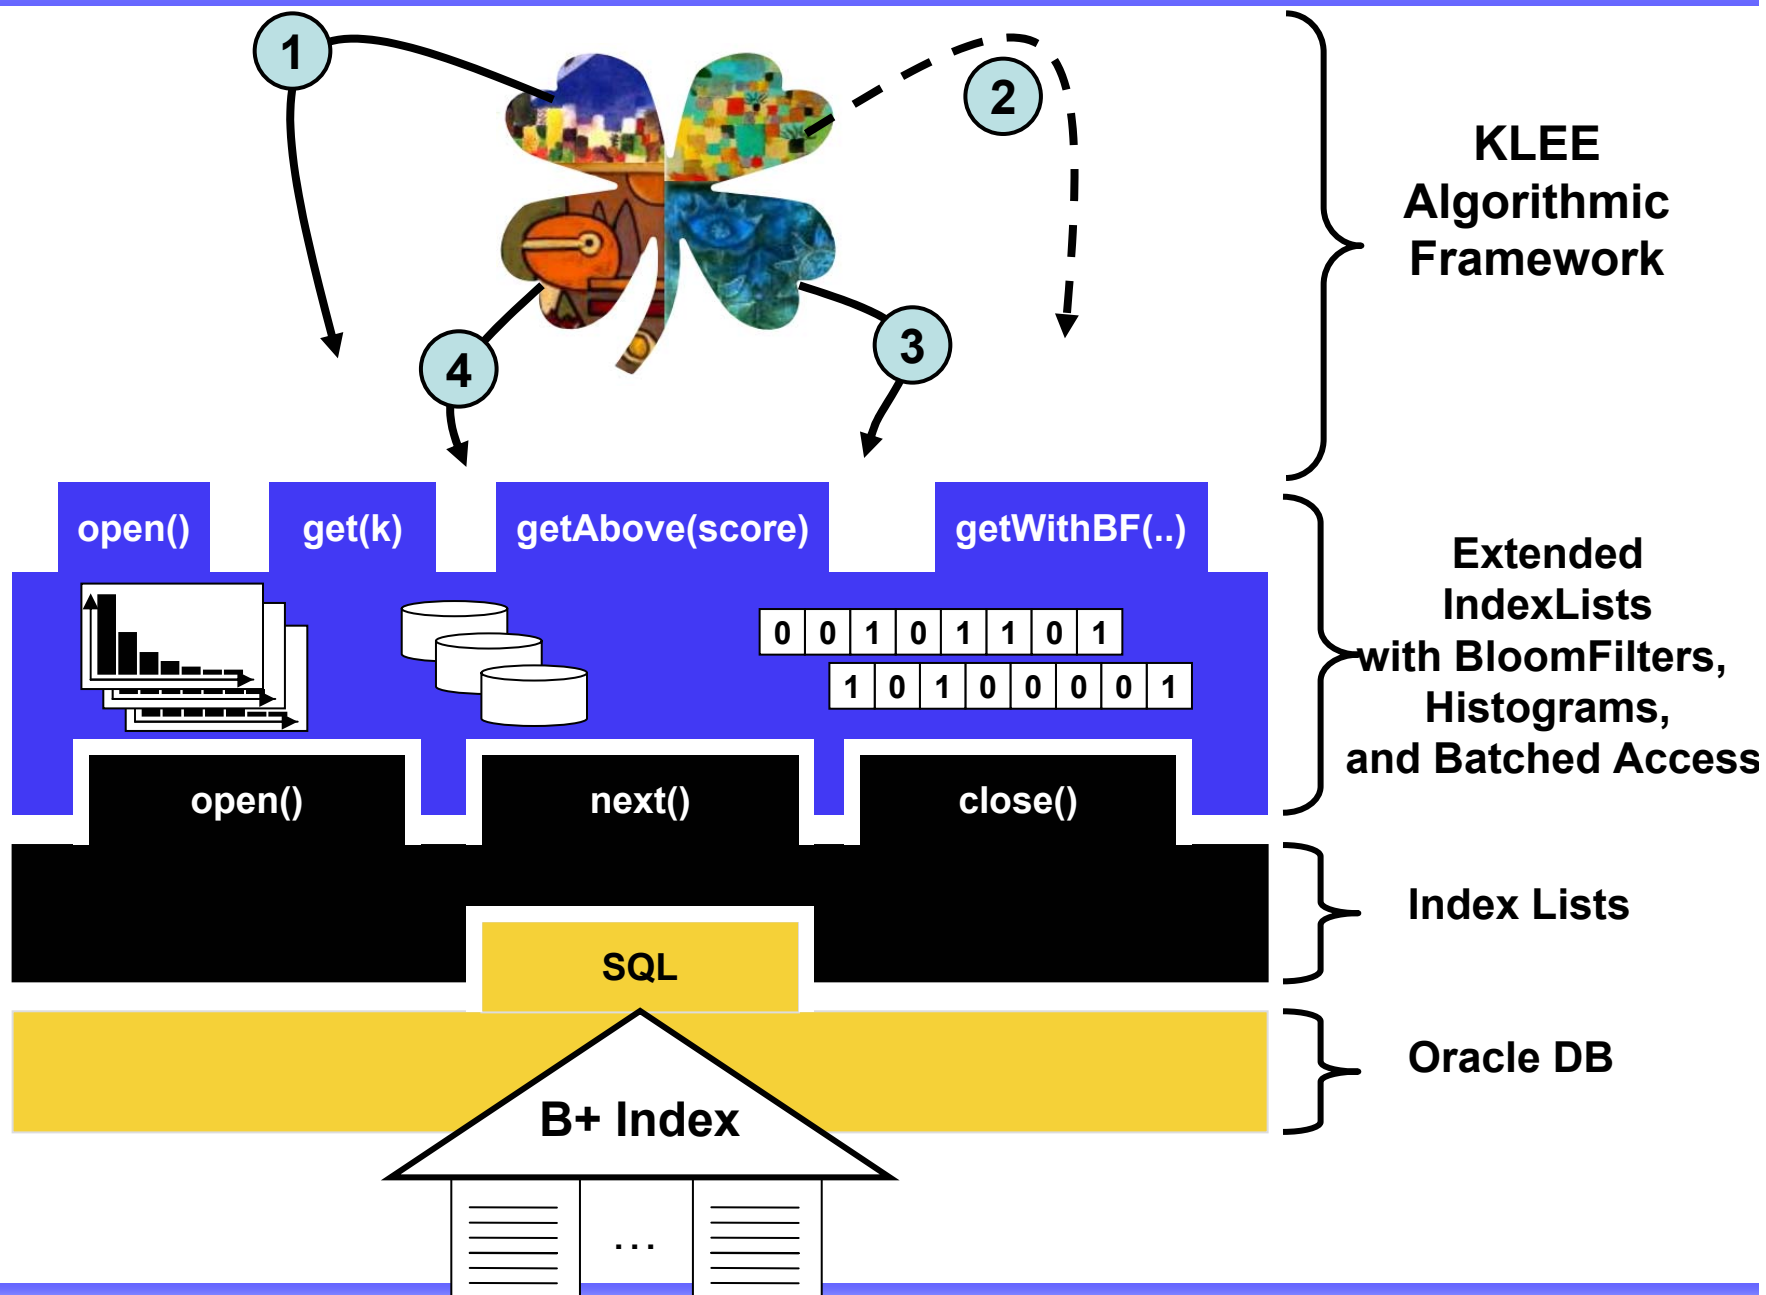 1
2
KLEE
Algorithmic
Framework
3
4
open()
get(k)
getAbove(score)
getWithBF(..)
Extended
IndexLists
with BloomFilters,
Histograms,
and Batched Access
0 0 1 0 1 1 0 1
1 0 1 0 0 0 0 1
open()
next()
close()
Index Lists
SQL
Oracle DB
B+ Index
...